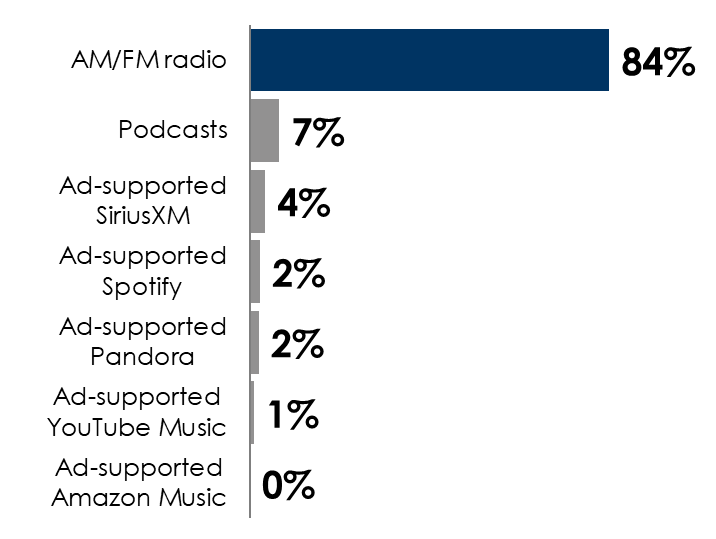 AM/FM radio
84%
Podcasts
7%
Ad-supported
SiriusXM
4%
Ad-supported
Spotify
2%
Ad-supported
Pandora
2%
Ad-supported
YouTube Music
1%
Ad-supported
Amazon Music
0%